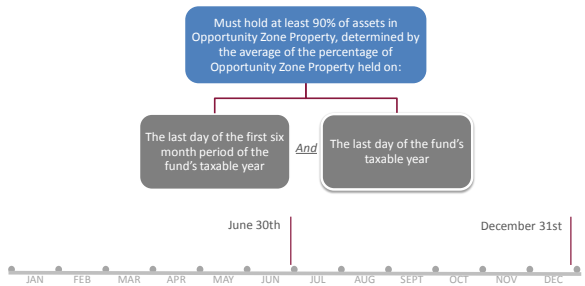 Must hold at least 90% of assets in
Opportunity Zone Property, determined by
the average of the percentage of
Opportunity Zone Property held on:
The last day of the first six
month period of the
fund's taxable year
And
The last day of the fund's
taxable year
June 30th
December 31st
JAN FEB MAR APR MAY JUN JUL AUG SEPT OCT NOV DEC